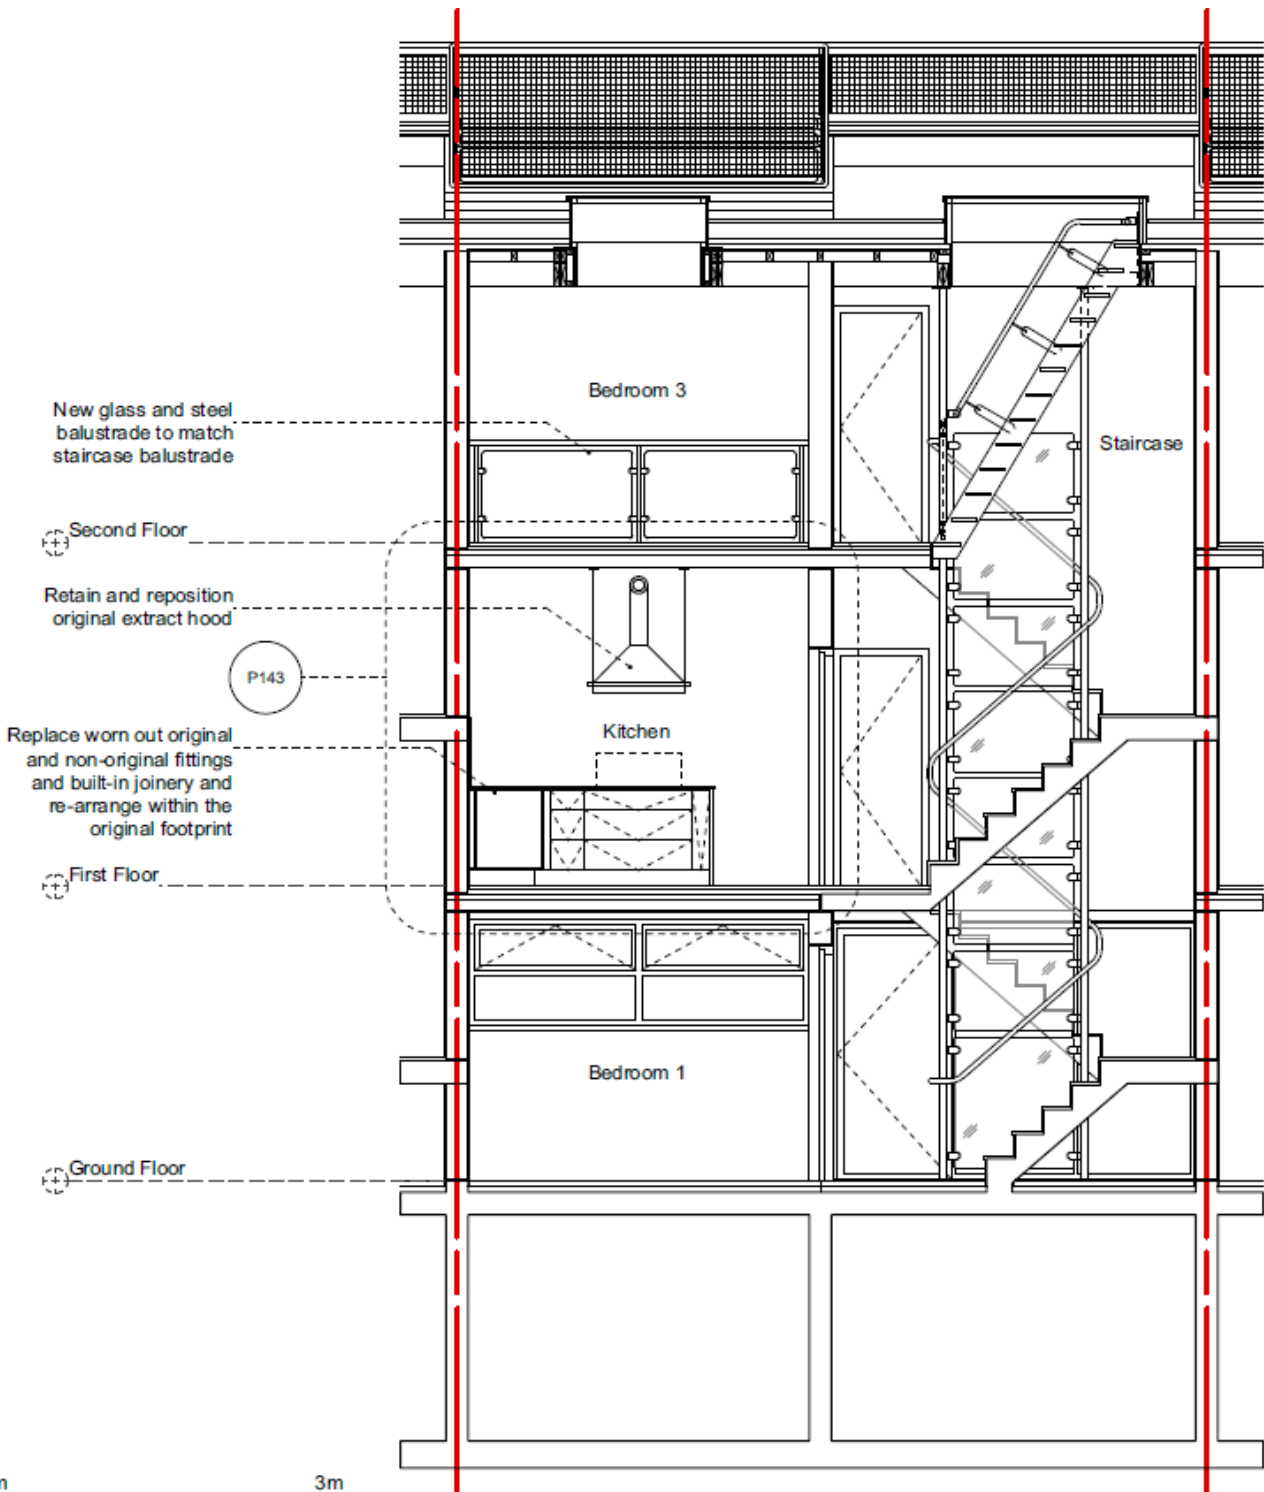 Bedroom 3
New glass and steel
balustrade to match
staircase balustrade
Staircase
Second Floor
Retain and reposition
original extract hood
P143
Kitchen
Replace worn out original
and non-original fittings
and built-in joinery and
re-arrange within the
original footprint
First Floor
Bedroom 1
Ground Floor
3m